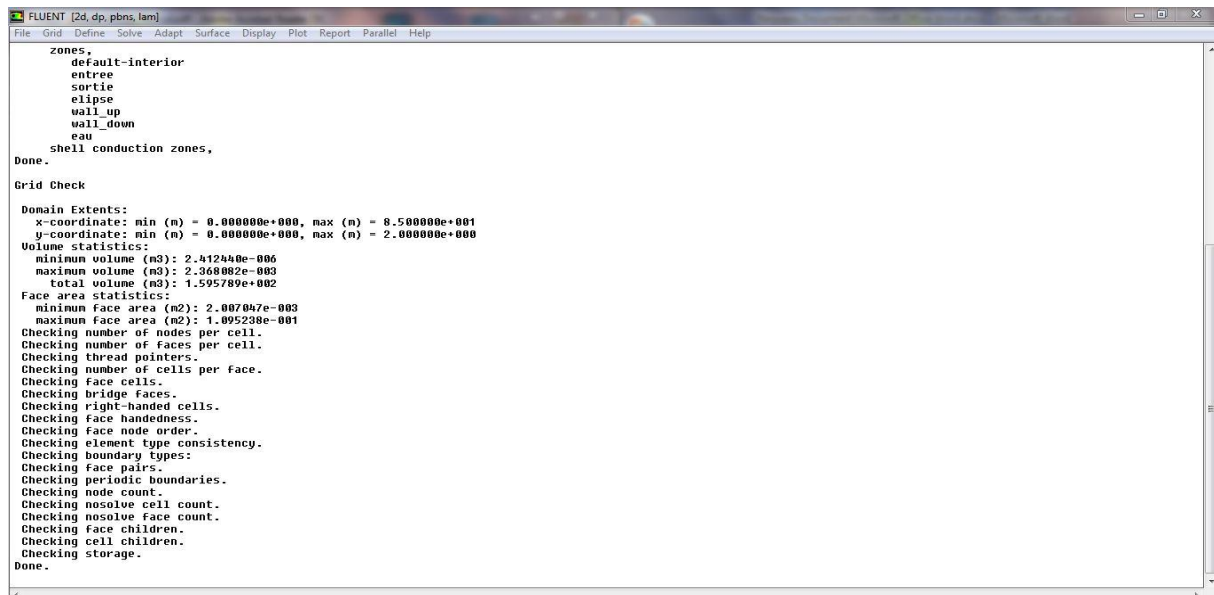 FLUENT [2d, dp, pbns, lam]
File Grid Define Solve Adapt Surface Display Plot Report Parallel Help
zones,
default-interior
entree
sortie
elipse
wall_up
wall_down
eau
shell conduction zones,
Done.
Grid Check
Domain Extents:
x-coordinate: min (m) = 0.000000e+000, max (m) = 8.500000e+001
y-coordinate: min (m) = 0.000000e+000, max (m) = 2.000000e+000
Volume statistics:
minimum volume (m3): 2.412440e-006
maximum volume (m3): 2.368082e-003
total volume (m3): 1.595789e+002
Face area statistics:
minimum face area (m2): 2.007047e-003
maximum face area (m2): 1.095238e-001
Checking number of nodes per cell.
Checking number of faces per cell.
Checking thread pointers.
Checking number of cells per face.
Checking face cells.
Checking bridge faces.
Checking right-handed cells.
Checking face handedness.
Checking face node order.
Checking element type consistency.
Checking boundary types:
Checking face pairs.
Checking periodic boundaries.
Checking node count.
Checking nosolve cell count.
Checking nosolve face count.
Checking face children.
Checking cell children.
Checking storage.
Done.